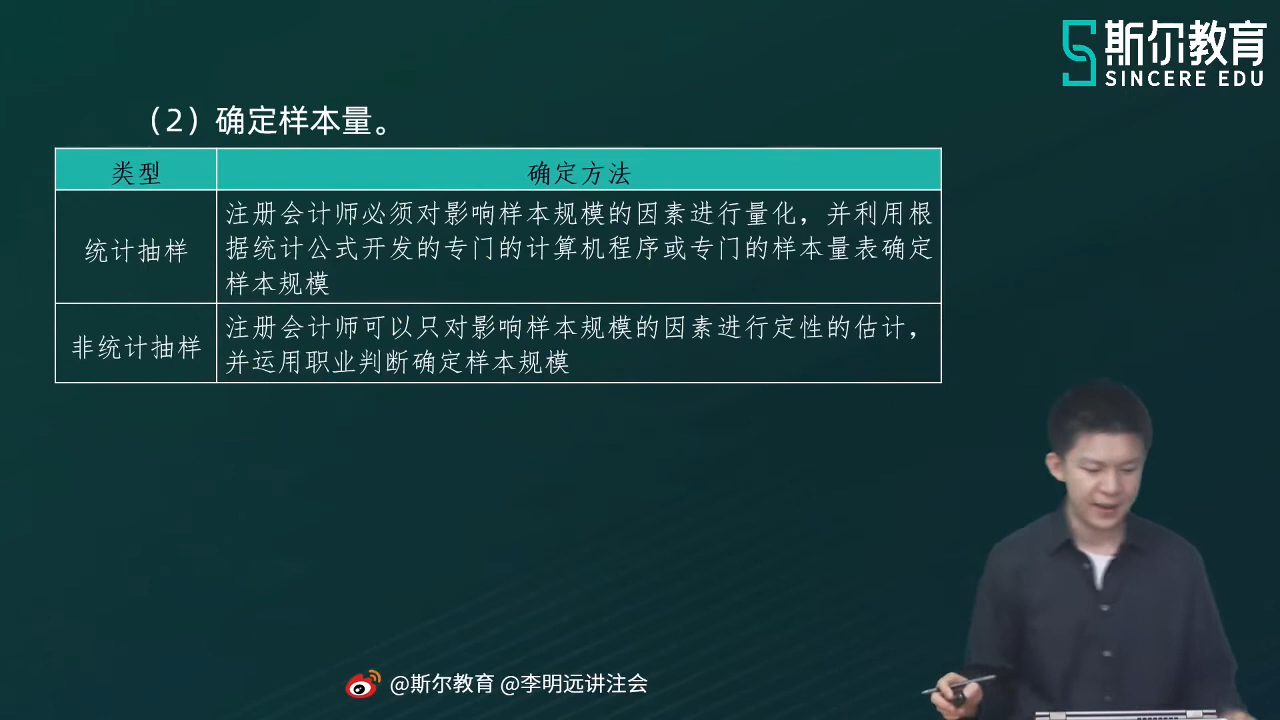 斯尔教育
SINCERE EDU
（2）确定样本量。
类型
确定方法
统计抽样
注册会计师必须对影响样本规模的因素进行量化，并利用根
据统计公式开发的专门的计算机程序或专门的样本量表确定
样本规模
非统计抽样
注册会计师可以只对影响样本规模的因素进行定性的估计，
并运用职业判断确定样本规模
@斯尔教育 @李明远讲注会